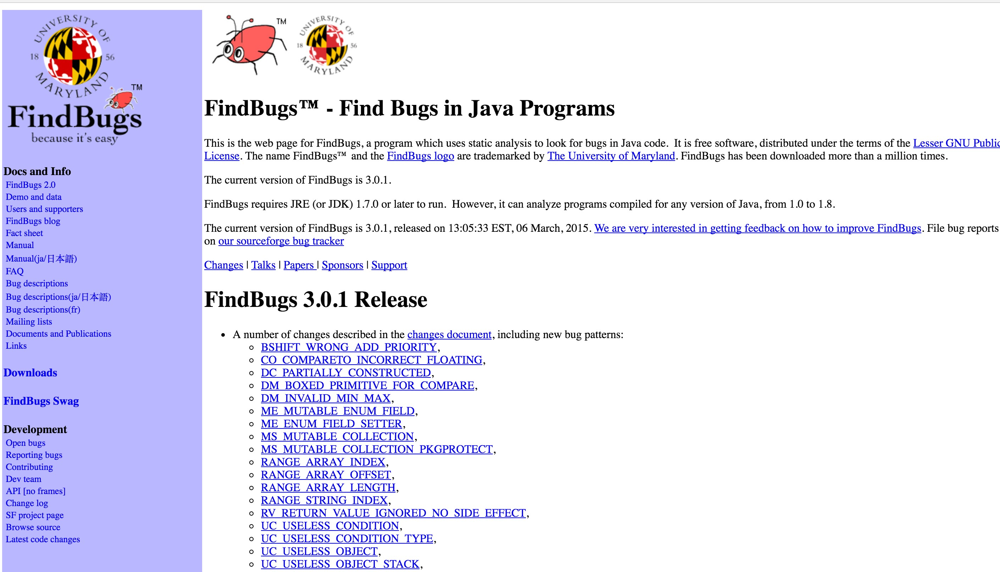 UNIVERSITY OF
18 56
MARYLAND
TM
FindBugs
because it's easy
Docs and Info
FindBugs 2.0
Demo and data
Users and supporters
FindBugs blog
Fact sheet
Manual
Manual(ja/日本語)
FAQ
Bug descriptions
Bug descriptions(ja/日本語)
Bug descriptions(fr)
Mailing lists
Documents and Publications
Links
Downloads
FindBugs Swag
Development
Open bugs
Reporting bugs
Contributing
Dev team
API [no frames]
Change log
SF project page
Browse source
Latest code changes
TM
UNIVERSITY OF
18 56
MARYLAND
FindBugs™ - Find Bugs in Java Programs
This is the web page for FindBugs, a program which uses static analysis to look for bugs in Java code.  It is free software, distributed under the terms of the Lesser GNU Public
License. The name FindBugs™ and the FindBugs logo are trademarked by The University of Maryland. FindBugs has been downloaded more than a million times.
The current version of FindBugs is 3.0.1.
FindBugs requires JRE (or JDK) 1.7.0 or later to run.  However, it can analyze programs compiled for any version of Java, from 1.0 to 1.8.
The current version of FindBugs is 3.0.1, released on 13:05:33 EST, 06 March, 2015. We are very interested in getting feedback on how to improve FindBugs. File bug reports
on our sourceforge bug tracker
Changes | Talks | Papers | Sponsors | Support
FindBugs 3.0.1 Release
• A number of changes described in the changes document, including new bug patterns:
◦ BSHIFT_WRONG_ADD_PRIORITY,
◦ CO_COMPARETO_INCORRECT_FLOATING,
◦ DC_PARTIALLY_CONSTRUCTED,
◦ DM_BOXED_PRIMITIVE_FOR_COMPARE,
◦ DM_INVALID_MIN_MAX,
◦ ME_MUTABLE_ENUM_FIELD,
◦ ME_ENUM_FIELD_SETTER,
◦ MS_MUTABLE_COLLECTION,
◦ MS_MUTABLE_COLLECTION_PKGPROTECT,
◦ RANGE_ARRAY_INDEX,
◦ RANGE_ARRAY_OFFSET,
◦ RANGE_ARRAY_LENGTH,
◦ RANGE_STRING_INDEX,
◦ RV_RETURN_VALUE_IGNORED_NO_SIDE_EFFECT,
◦ UC_USELESS_CONDITION,
◦ UC_USELESS_CONDITION_TYPE,
◦ UC_USELESS_OBJECT,
◦ UC_USELESS_OBJECT_STACK,